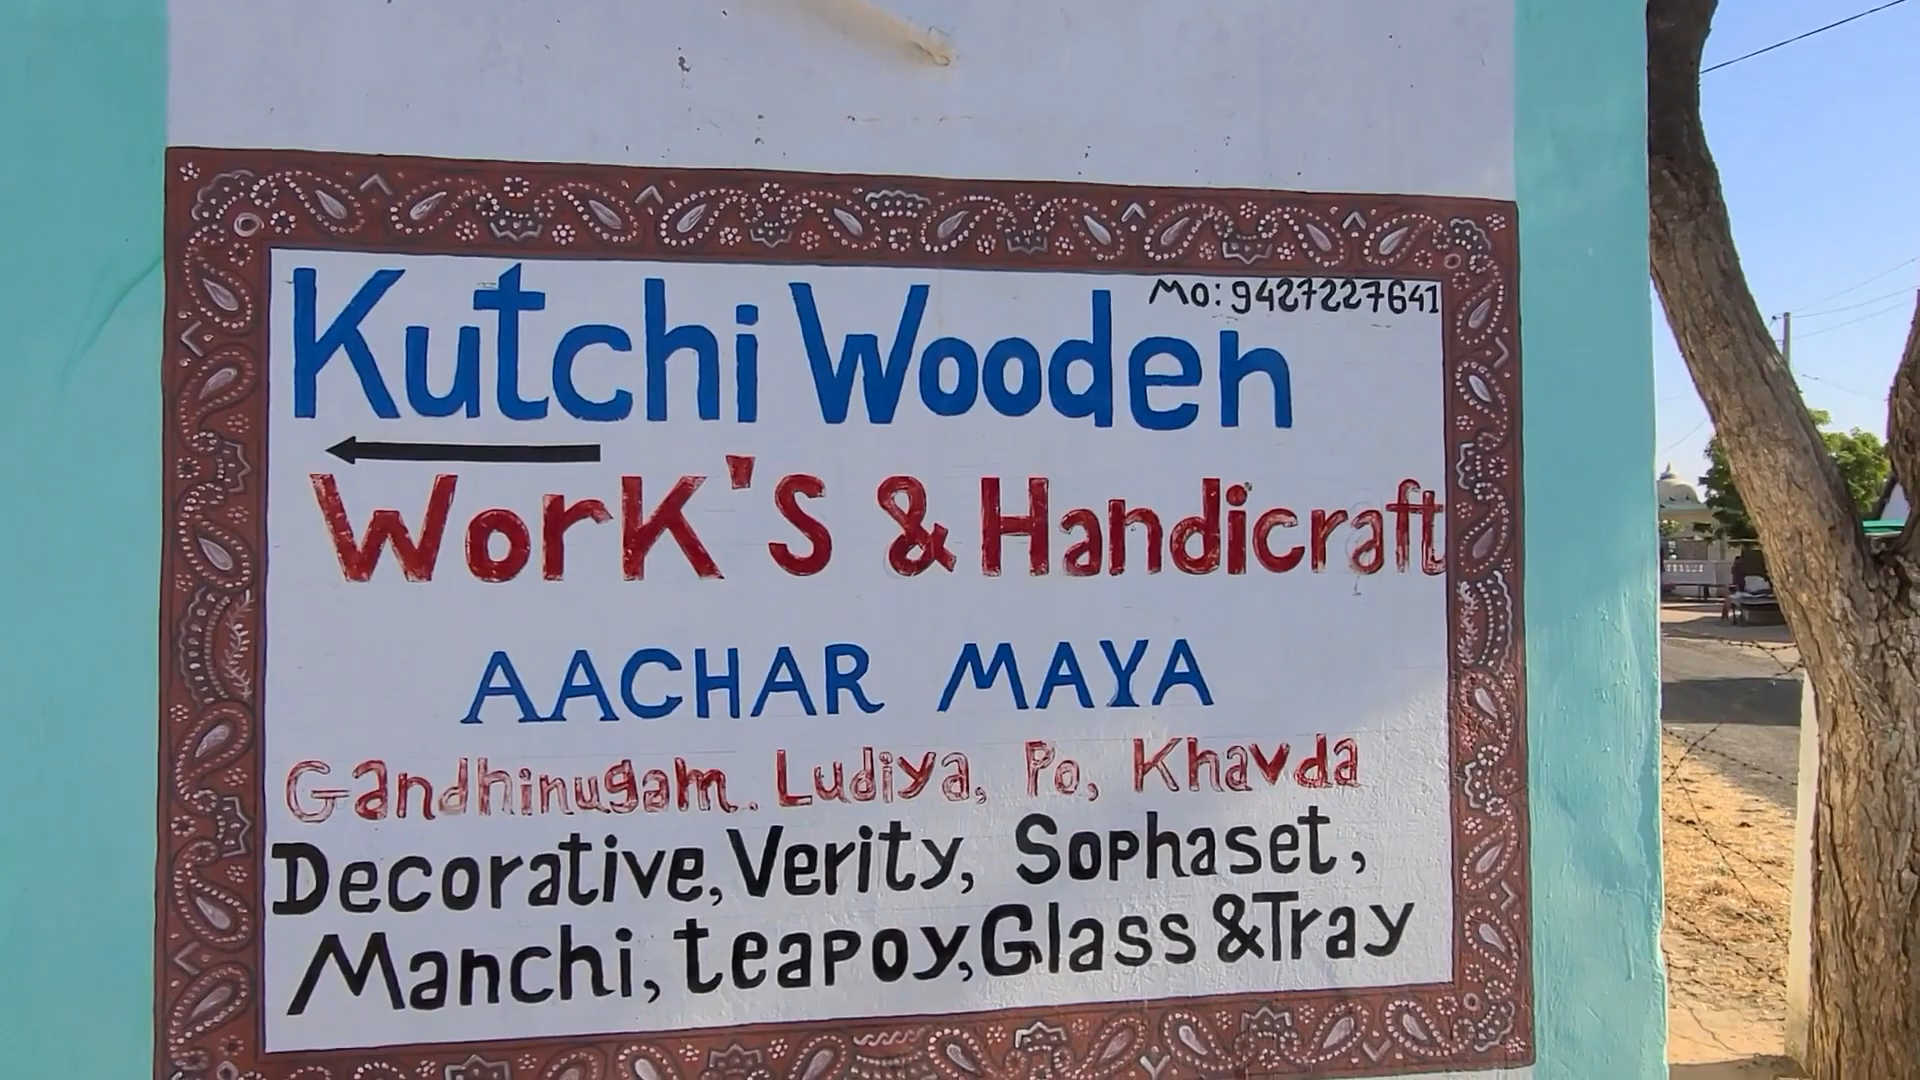 Kutchi Wooden
Mo: 9427227641
Work's & Handicraft
AACHAR MAYA
Gandhinugam. Ludiya, Po, Khavda
Decorative, Verity, Sophaset,
Manchi, teapoy, Glass & Tray